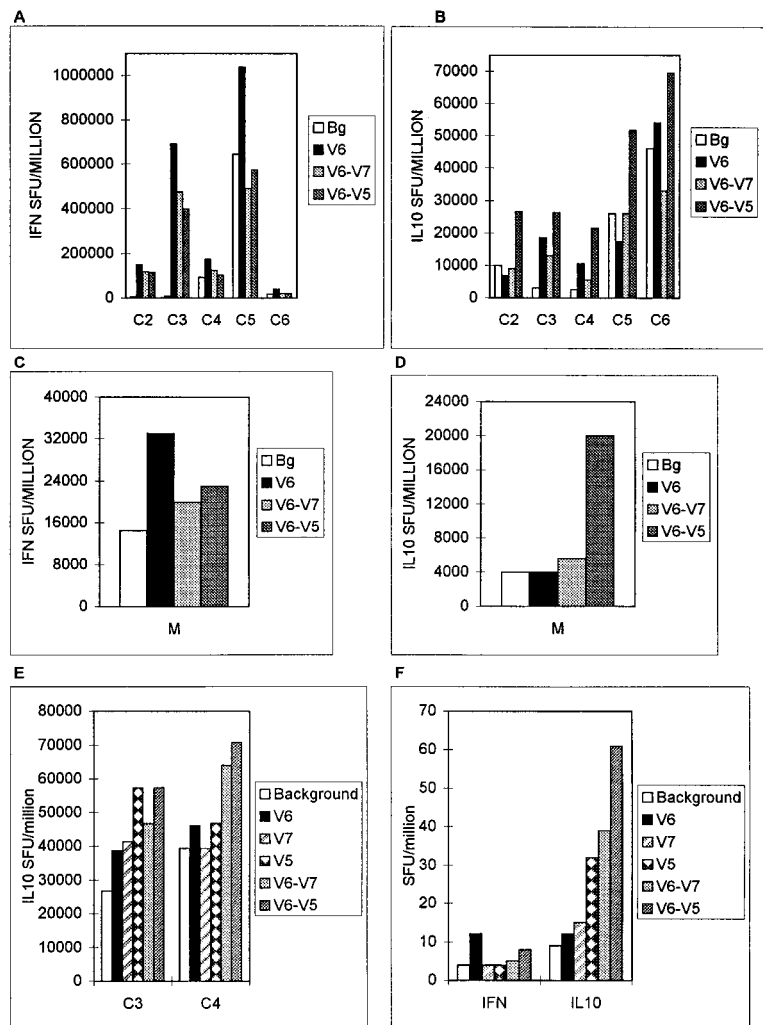 A
IFN SFU/MILLION
1000000
800000
600000
400000
200000
0
C2 C3 C4 C5 C6
Bg
V6
V6-V7
V6-V5
B
IL10 SFU/MILLION
70000
60000
50000
40000
30000
20000
10000
0
C2 C3 C4 C5 C6
Bg
V6
V6-V7
V6-V5
C
IFN SFU/MILLION
40000
32000
24000
16000
8000
0
M
Bg
V6
V6-V7
V6-V5
D
IL10 SFU/MILLION
24000
20000
16000
12000
8000
4000
0
M
Bg
V6
V6-V7
V6-V5
E
IL10 SFU/million
80000
70000
60000
50000
40000
30000
20000
10000
0
C3 C4
Background
V6
V7
V5
V6-V7
V6-V5
F
SFU/million
70
60
50
40
30
20
10
0
IFN IL10
Background
V6
V7
V5
V6-V7
V6-V5